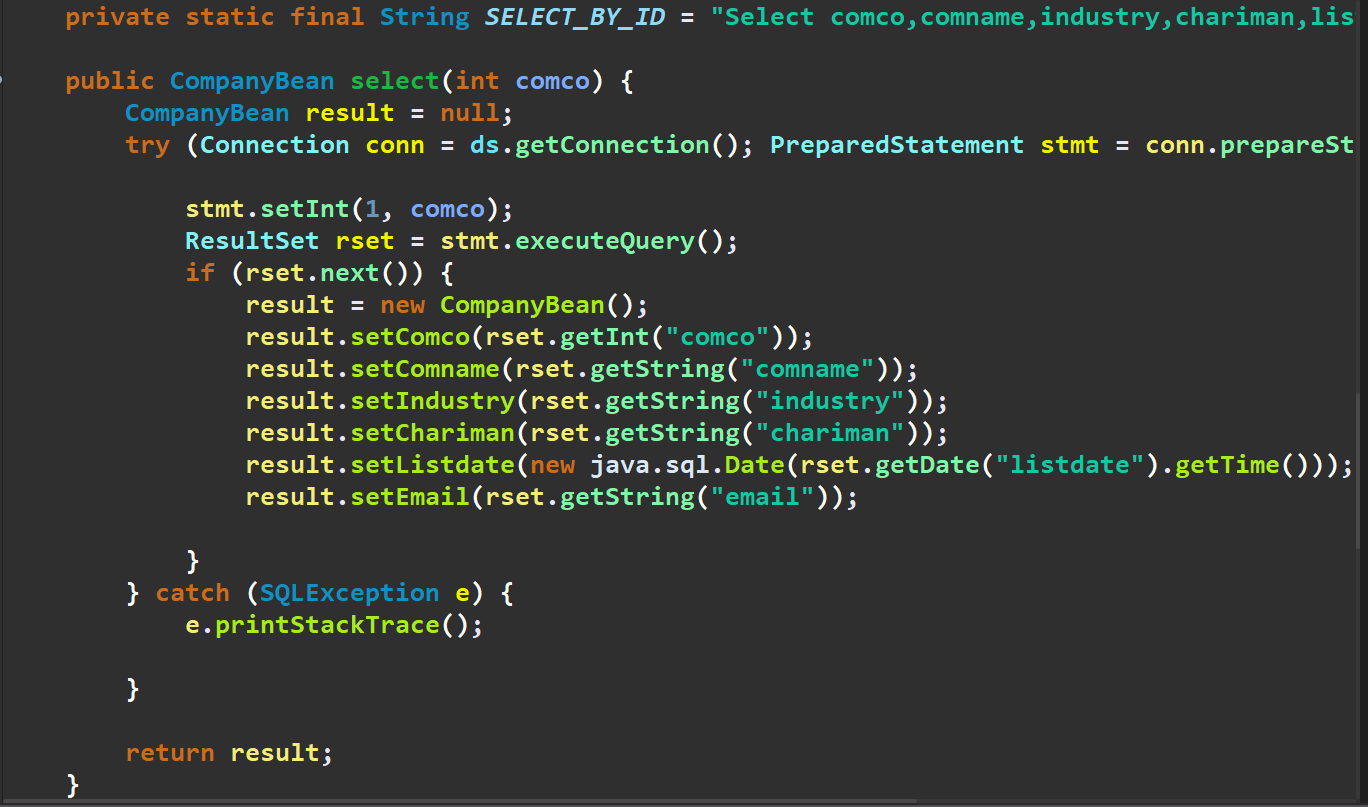 private static final String SELECT_BY_ID = "Select comco,comname,industry,chariman,lis
public CompanyBean select(int comco) {
CompanyBean result = null;
try (Connection conn = ds.getConnection(); PreparedStatement stmt = conn.prepareSt
stmt.setInt(1, comco);
ResultSet rset = stmt.executeQuery();
if (rset.next()) {
result = new CompanyBean();
result.setComco(rset.getInt("comco"));
result.setComname(rset.getString("comname"));
result.setIndustry(rset.getString("industry"));
result.setChariman(rset.getString("chariman"));
result.setListdate(new java.sql.Date(rset.getDate("listdate").getTime()));
result.setEmail(rset.getString("email"));
}
} catch (SQLException e) {
e.printStackTrace();
}
return result;
}